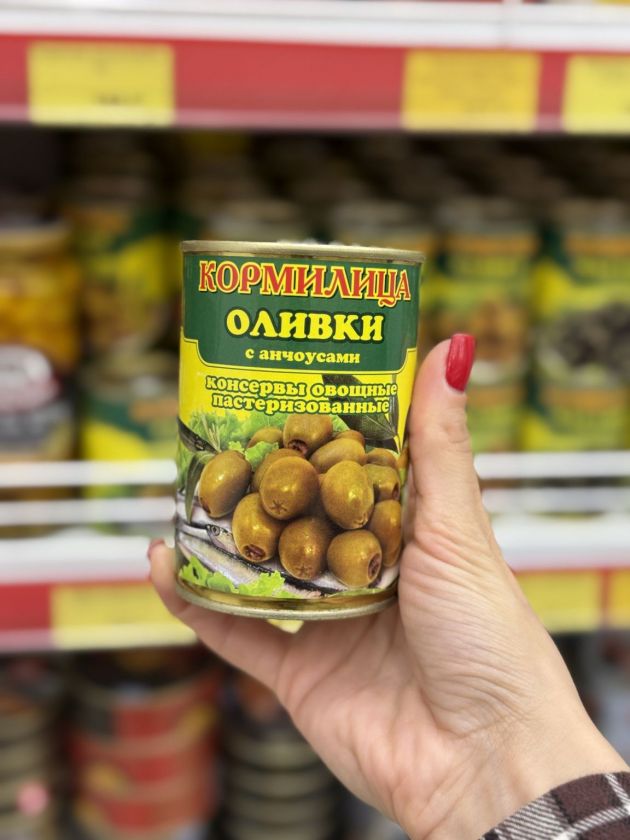 КОРМИЛИЦА
ОЛИВКИ
С АНЧОУСАМИ
КОНСЕРВЫ ОВОЩНЫЕ
ПАСТЕРИЗОВАННЫЕ